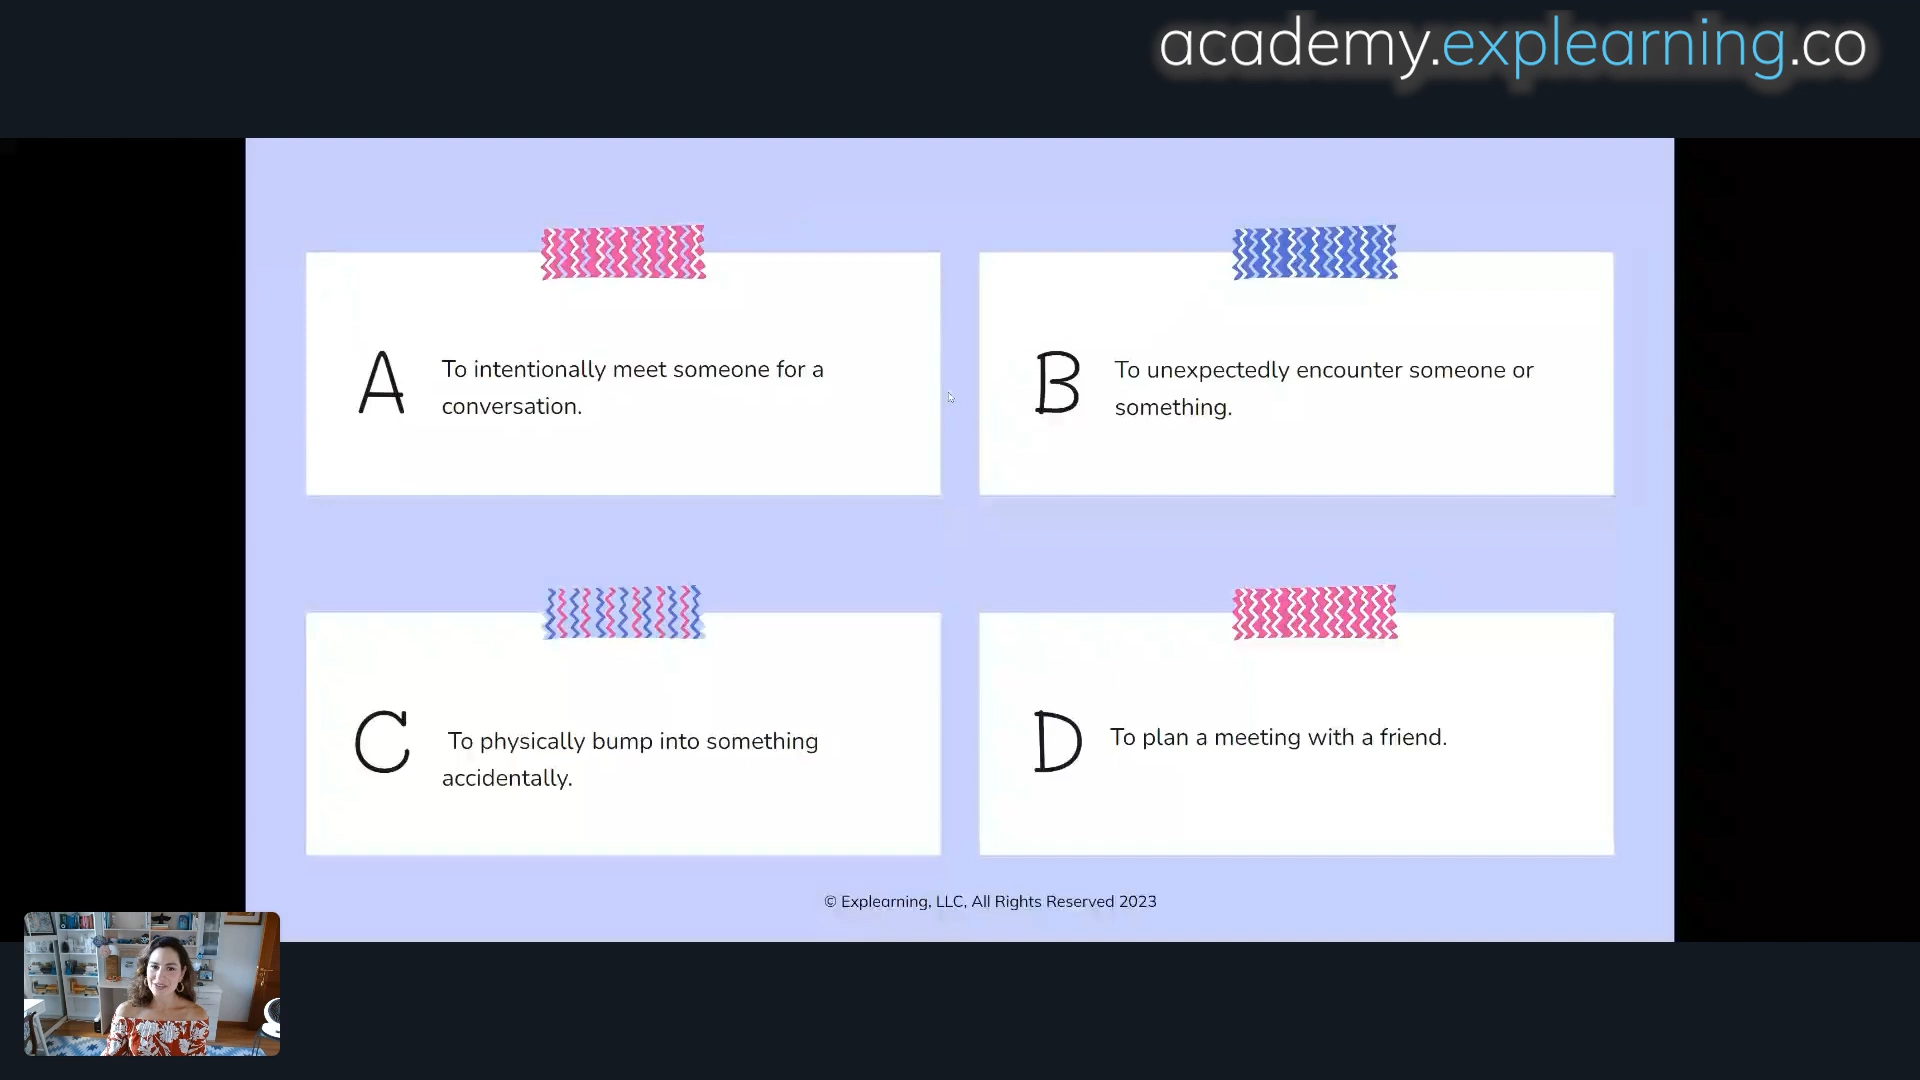 academy.explearning.co
A
To intentionally meet someone for a
conversation.
B
To unexpectedly encounter someone or
something.
C
To physically bump into something
accidentally.
D
To plan a meeting with a friend.
© Explearning, LLC, All Rights Reserved 2023